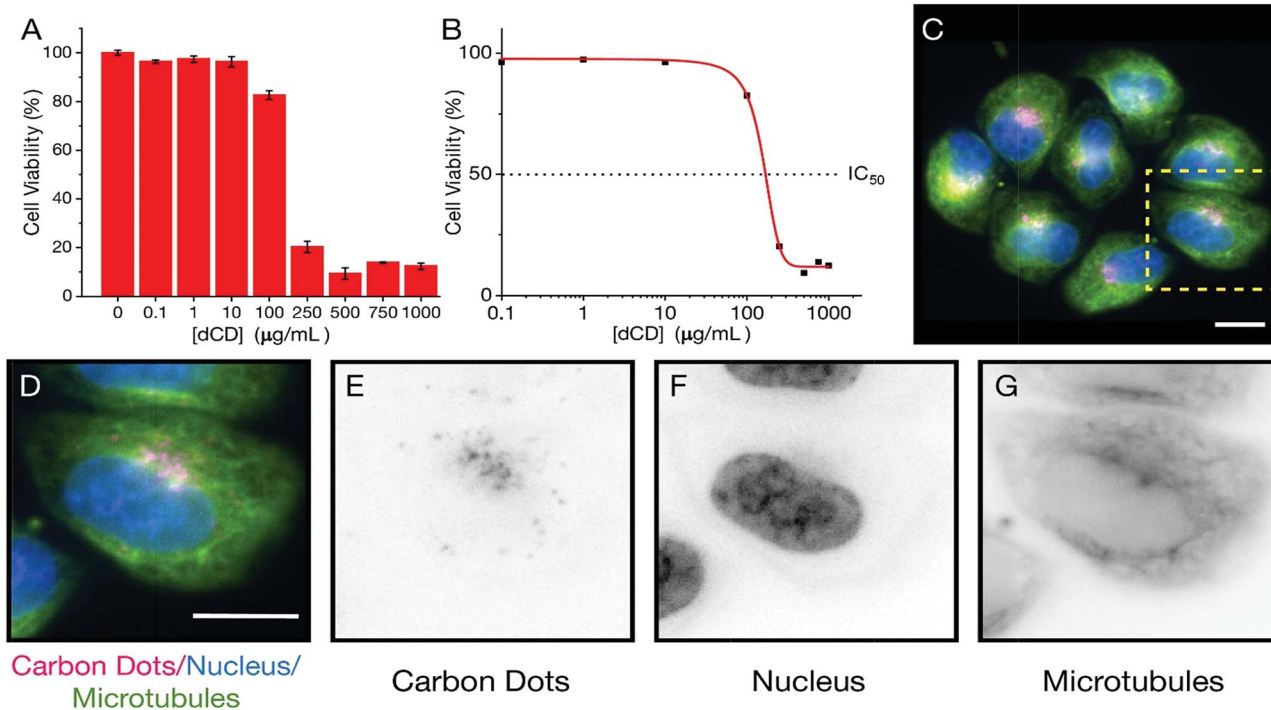 A
Cell Viability (%)
100
80
60
40
20
0
0 0.1 1 10 100 250 500 750 1000
[dCD] (μg/mL)
B
Cell Viability (%)
100
50
0
IC50
0.1 1 10 100 1000
[dCD] (μg/mL)
C
D
E
F
G
Carbon Dots/Nucleus/
Microtubules
Carbon Dots
Nucleus
Microtubules